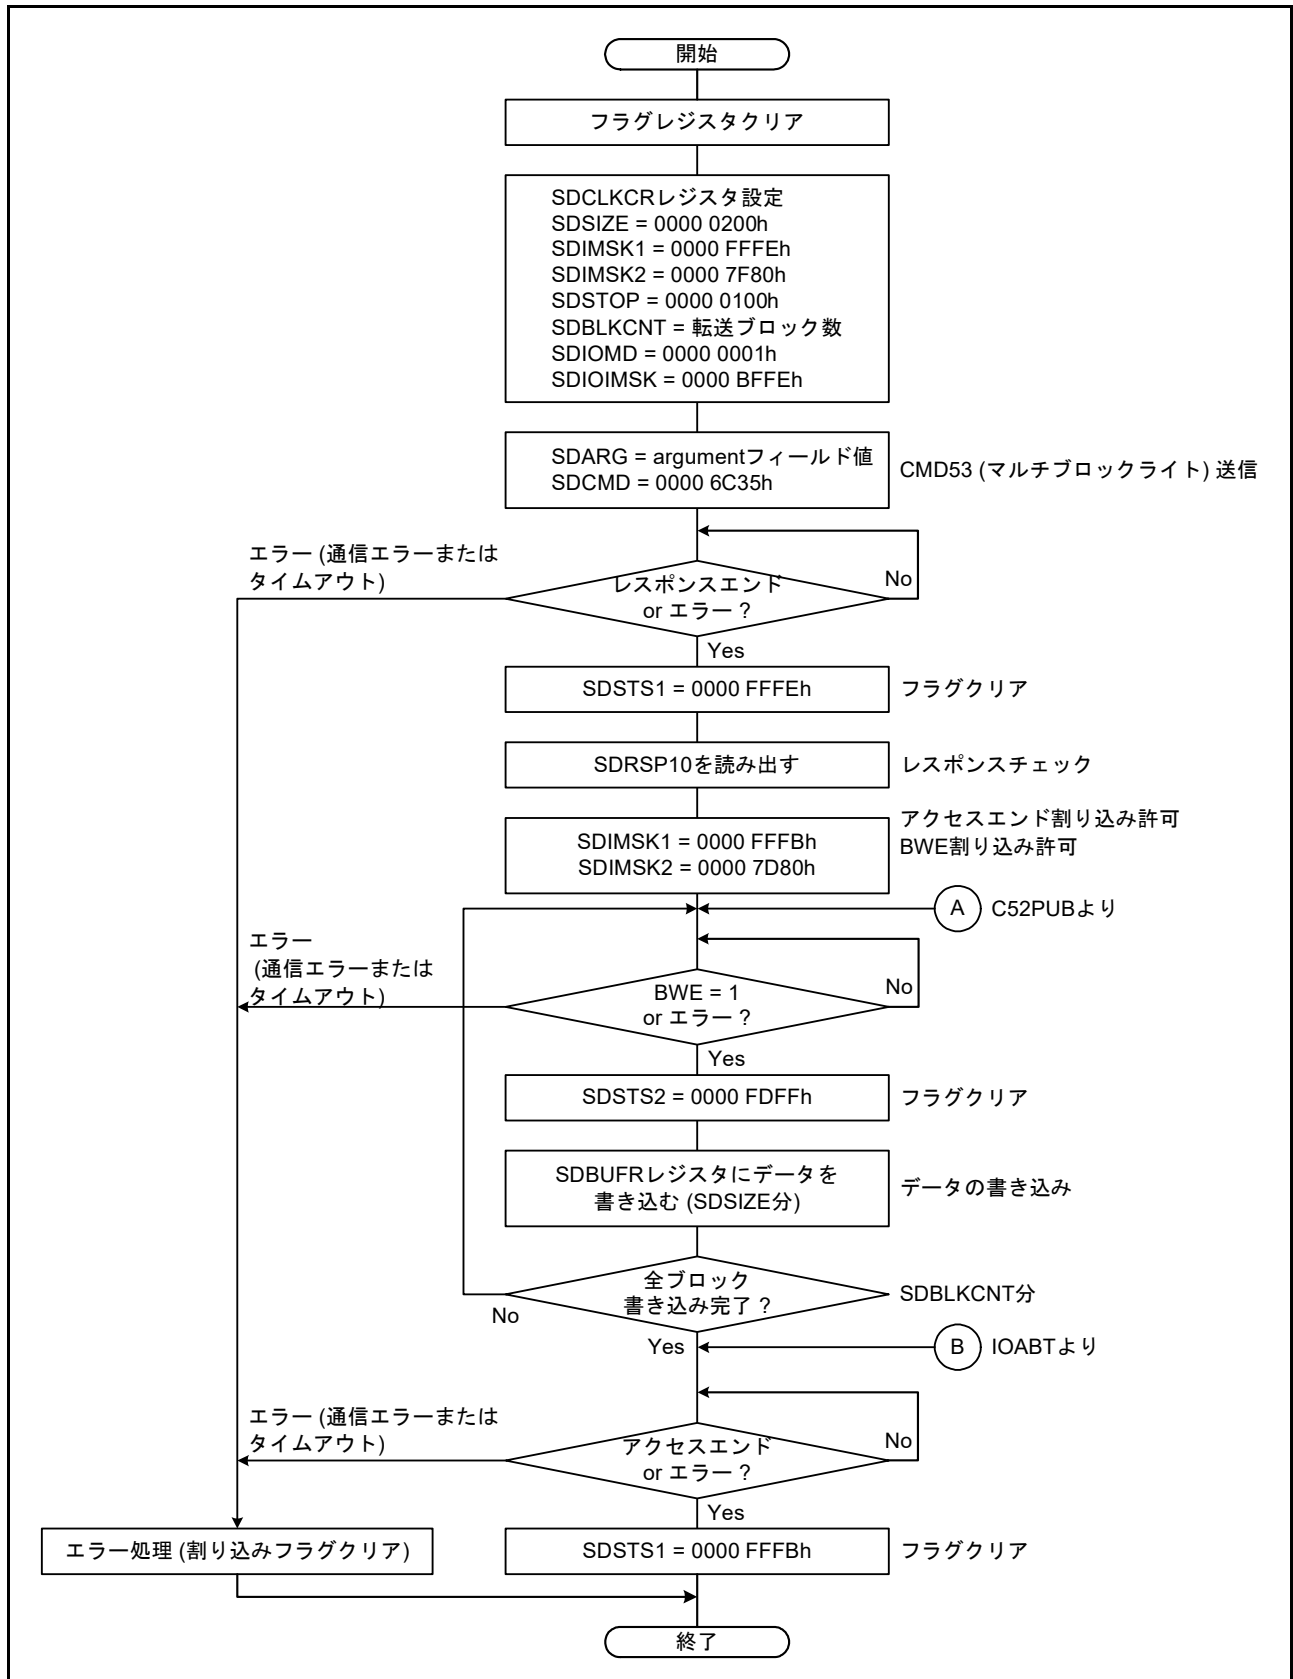 開始
フラグレジスタクリア
SDCLKCRレジスタ設定
SDSIZE = 0000 0200h
SDIMSK1 = 0000 FFFEh
SDIMSK2 = 0000 7F80h
SDSTOP = 0000 0100h
SDBLKCNT = 転送ブロック数
SDIOMD = 0000 0001h
SDIOIMSK = 0000 BFFEh
SDARG = argumentフィールド値
SDCMD = 0000 6C35h
CMD53 (マルチブロックライト) 送信
エラー (通信エラーまたは
タイムアウト)
レスポンスエンド
or エラー ?
No
Yes
SDSTS1 = 0000 FFFEh
フラグクリア
SDRSP10を読み出す
レスポンスチェック
SDIMSK1 = 0000 FFFBh
SDIMSK2 = 0000 7D80h
アクセスエンド割り込み許可
BWE割り込み許可
A
C52PUBより
エラー
(通信エラーまたは
タイムアウト)
BWE = 1
or エラー ?
No
Yes
SDSTS2 = 0000 FDFFh
フラグクリア
SDBUFRレジスタにデータを
書き込む (SDSIZE分)
データの書き込み
全ブロック
書き込み完了 ?
SDBLKCNT分
No
Yes
B
IOABTより
エラー (通信エラーまたは
タイムアウト)
アクセスエンド
or エラー ?
No
Yes
エラー処理 (割り込みフラグクリア)
SDSTS1 = 0000 FFFBh
フラグクリア
終了